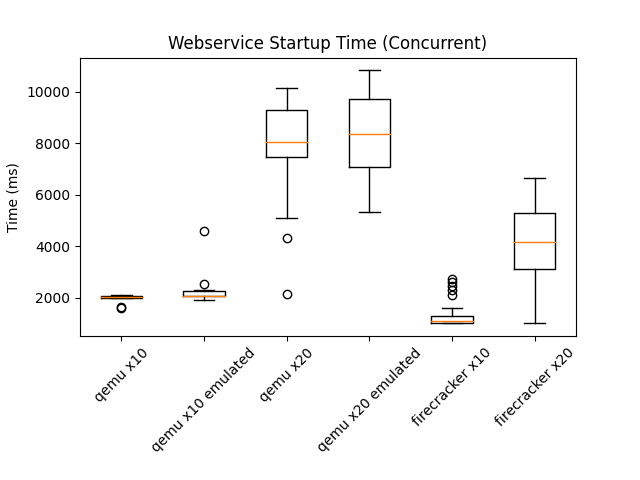 Webservice Startup Time (Concurrent)
Time (ms)
10000
8000
6000
4000
2000
qemu x10
qemu x10 emulated
qemu x20
qemu x20 emulated
firecracker x10
firecracker x20